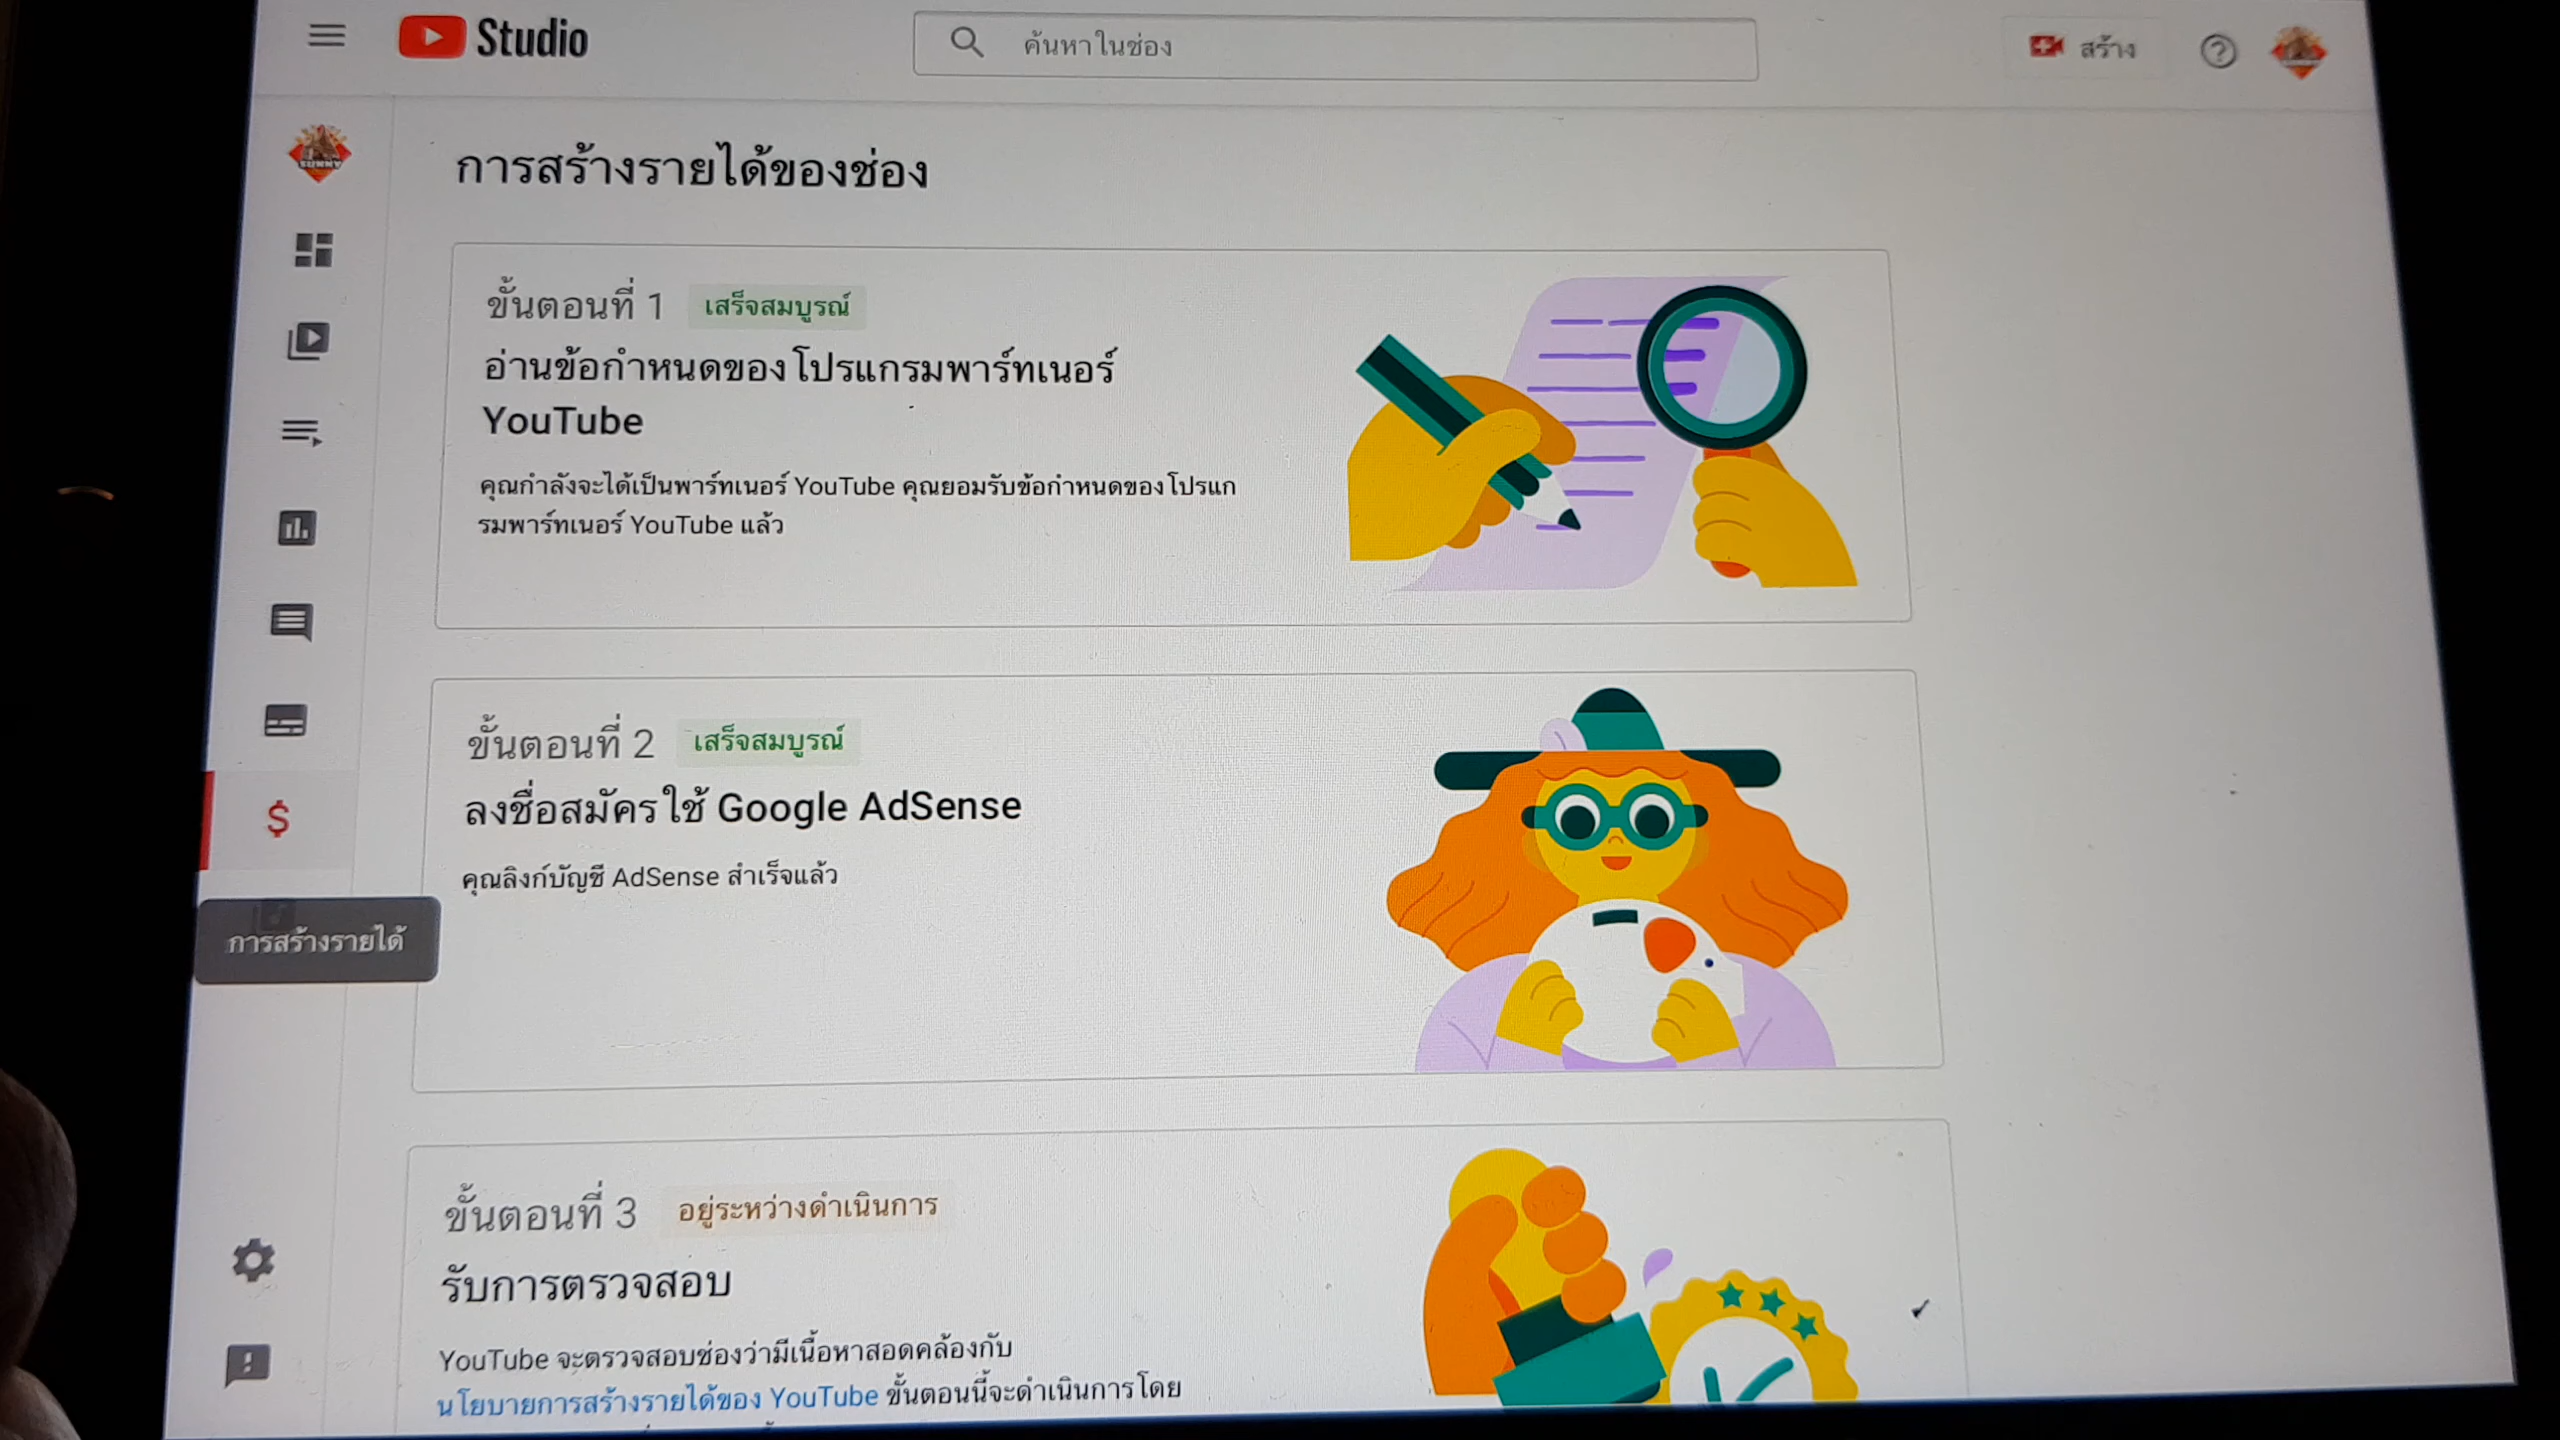 Studio
ค้นหาในช่อง
สร้าง
SUNNY
การสร้างรายได้ของช่อง
ขั้นตอนที่ 1 เสร็จสมบูรณ์
อ่านข้อกำหนดของโปรแกรมพาร์ทเนอร์
YouTube
คุณกำลังจะได้เป็นพาร์ทเนอร์ YouTube คุณยอมรับข้อกำหนดของโปรแก
รมพาร์ทเนอร์ YouTube แล้ว
ขั้นตอนที่ 2 เสร็จสมบูรณ์
ลงชื่อสมัครใช้ Google AdSense
คุณลิงก์บัญชี AdSense สำเร็จแล้ว
การสร้างรายได้
ขั้นตอนที่ 3 อยู่ระหว่างดำเนินการ
รับการตรวจสอบ
YouTube จะตรวจสอบช่องว่ามีเนื้อหาสอดคล้องกับ
นโยบายการสร้างรายได้ของ YouTube ขั้นตอนนี้จะดำเนินการโดย